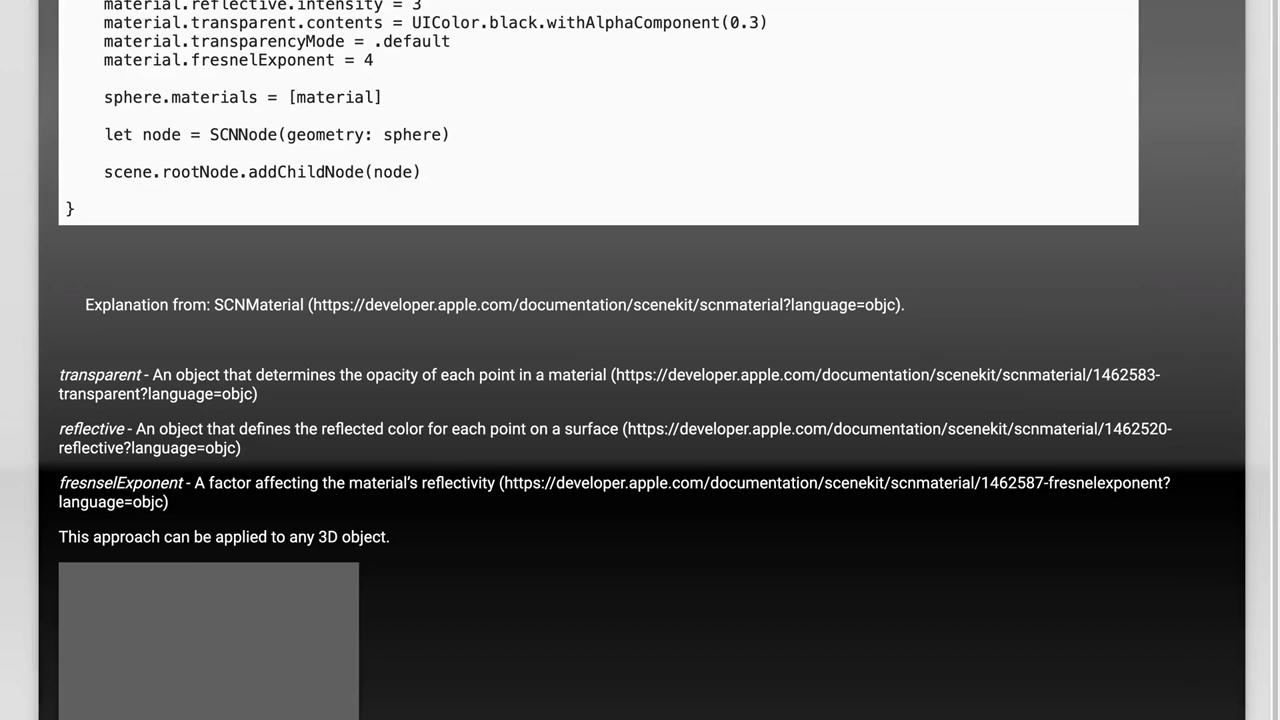 material.reflective.intensity = 3
material.transparent.contents = UIColor.black.withAlphaComponent(0.3)
material.transparencyMode = .default
material.fresnelExponent = 4
sphere.materials = [material]
let node = SCNNode(geometry: sphere)
scene.rootNode.addChildNode(node)
}
Explanation from: SCNMaterial (https://developer.apple.com/documentation/scenekit/scnmaterial?language=objc).
transparent - An object that determines the opacity of each point in a material (https://developer.apple.com/documentation/scenekit/scnmaterial/1462583-
transparent?language=objc)
reflective - An object that defines the reflected color for each point on a surface (https://developer.apple.com/documentation/scenekit/scnmaterial/1462520-
reflective?language=objc)
fresnselExponent - A factor affecting the material’s reflectivity (https://developer.apple.com/documentation/scenekit/scnmaterial/1462587-fresnelexponent?
language=objc)
This approach can be applied to any 3D object.